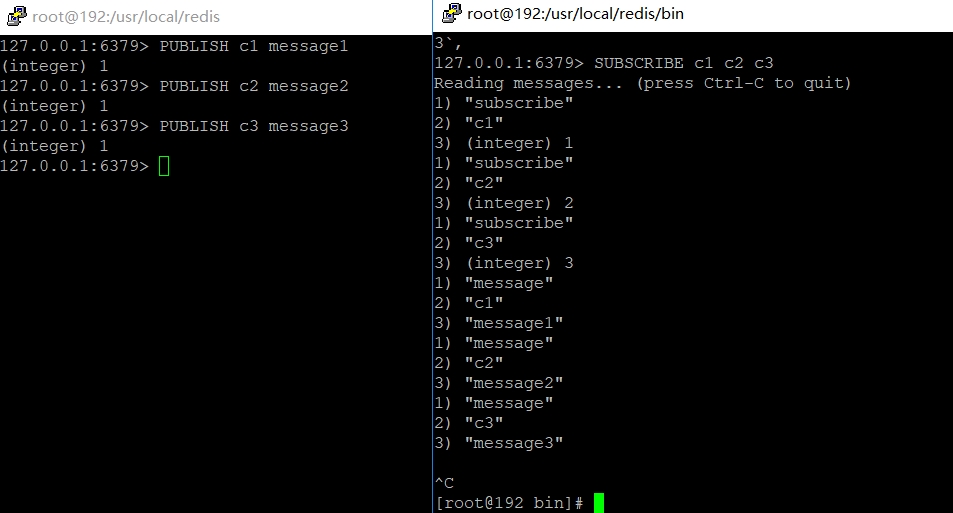 root@192:/usr/local/redis
127.0.0.1:6379> PUBLISH c1 message1
(integer) 1
127.0.0.1:6379> PUBLISH c2 message2
(integer) 1
127.0.0.1:6379> PUBLISH c3 message3
(integer) 1
127.0.0.1:6379>
root@192:/usr/local/redis/bin
3`,
127.0.0.1:6379> SUBSCRIBE c1 c2 c3
Reading messages... (press Ctrl-C to quit)
1) "subscribe"
2) "c1"
3) (integer) 1
1) "subscribe"
2) "c2"
3) (integer) 2
1) "subscribe"
2) "c3"
3) (integer) 3
1) "message"
2) "c1"
3) "message1"
1) "message"
2) "c2"
3) "message2"
1) "message"
2) "c3"
3) "message3"
^C
[root@192 bin]#